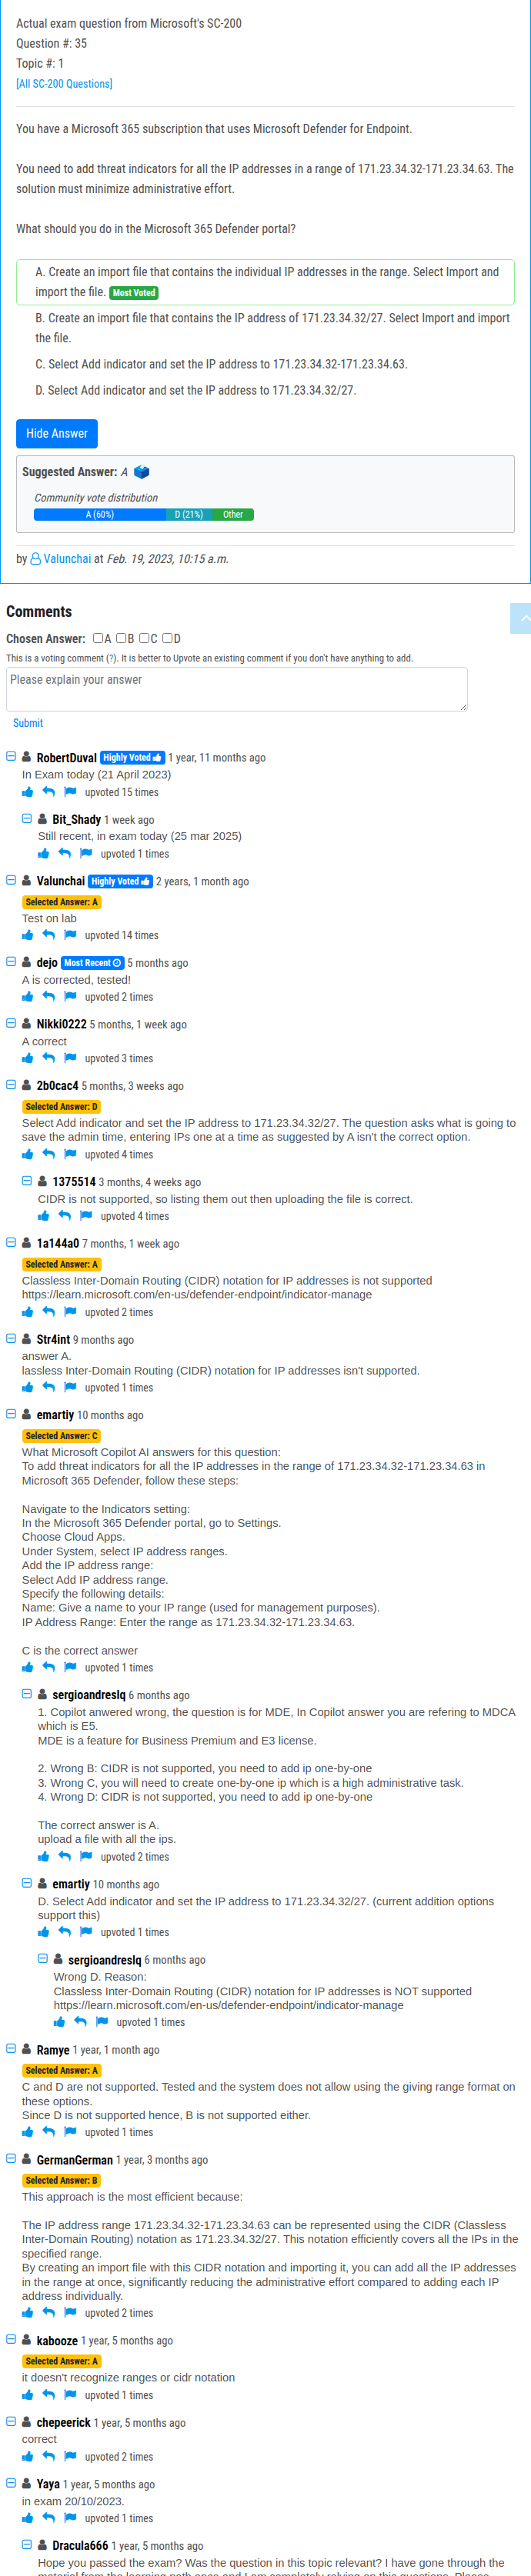 Actual exam question from Microsoft's SC-200
Question #: 35
Topic #: 1
[All SC-200 Questions]
You have a Microsoft 365 subscription that uses Microsoft Defender for Endpoint.
You need to add threat indicators for all the IP addresses in a range of 171.23.34.32-171.23.34.63. The
solution must minimize administrative effort.
What should you do in the Microsoft 365 Defender portal?
A. Create an import file that contains the individual IP addresses in the range. Select Import and
import the file. Most Voted
B. Create an import file that contains the IP address of 171.23.34.32/27. Select Import and import
the file.
C. Select Add indicator and set the IP address to 171.23.34.32-171.23.34.63.
D. Select Add indicator and set the IP address to 171.23.34.32/27.
Hide Answer
Suggested Answer: A
Community vote distribution
A (60%) D (21%) Other
by Valunchai at Feb. 19, 2023, 10:15 a.m.
Comments
Chosen Answer: A B C D
This is a voting comment (?). It is better to Upvote an existing comment if you don't have anything to add.
Please explain your answer
Submit
RobertDuval Highly Voted 1 year, 11 months ago
In Exam today (21 April 2023)
upvoted 15 times
Bit_Shady 1 week ago
Still recent, in exam today (25 mar 2025)
upvoted 1 times
Valunchai Highly Voted 2 years, 1 month ago
Selected Answer: A
Test on lab
upvoted 14 times
dejo Most Recent 5 months ago
A is corrected, tested!
upvoted 2 times
Nikki0222 5 months, 1 week ago
A correct
upvoted 3 times
2b0cac4 5 months, 3 weeks ago
Selected Answer: D
Select Add indicator and set the IP address to 171.23.34.32/27. The question asks what is going to
save the admin time, entering IPs one at a time as suggested by A isn't the correct option.
upvoted 4 times
1375514 3 months, 4 weeks ago
CIDR is not supported, so listing them out then uploading the file is correct.
upvoted 4 times
1a144a0 7 months, 1 week ago
Selected Answer: A
Classless Inter-Domain Routing (CIDR) notation for IP addresses is not supported
https://learn.microsoft.com/en-us/defender-endpoint/indicator-manage
upvoted 2 times
Str4int 9 months ago
answer A.
lassless Inter-Domain Routing (CIDR) notation for IP addresses isn't supported.
upvoted 1 times
emartiy 10 months ago
Selected Answer: C
What Microsoft Copilot AI answers for this question:
To add threat indicators for all the IP addresses in the range of 171.23.34.32-171.23.34.63 in
Microsoft 365 Defender, follow these steps:
Navigate to the Indicators setting:
In the Microsoft 365 Defender portal, go to Settings.
Choose Cloud Apps.
Under System, select IP address ranges.
Add the IP address range:
Select Add IP address range.
Specify the following details:
Name: Give a name to your IP range (used for management purposes).
IP Address Range: Enter the range as 171.23.34.32-171.23.34.63.
C is the correct answer
upvoted 1 times
sergioandreslq 6 months ago
1. Copilot anwered wrong, the question is for MDE, In Copilot answer you are refering to MDCA
which is E5.
MDE is a feature for Business Premium and E3 license.
2. Wrong B: CIDR is not supported, you need to add ip one-by-one
3. Wrong C, you will need to create one-by-one ip which is a high administrative task.
4. Wrong D: CIDR is not supported, you need to add ip one-by-one
The correct answer is A.
upload a file with all the ips.
upvoted 2 times
emartiy 10 months ago
D. Select Add indicator and set the IP address to 171.23.34.32/27. (current addition options
support this)
upvoted 1 times
sergioandreslq 6 months ago
Wrong D. Reason:
Classless Inter-Domain Routing (CIDR) notation for IP addresses is NOT supported
https://learn.microsoft.com/en-us/defender-endpoint/indicator-manage
upvoted 1 times
Ramye 1 year, 1 month ago
Selected Answer: A
C and D are not supported. Tested and the system does not allow using the giving range format on
these options.
Since D is not supported hence, B is not supported either.
upvoted 1 times
GermanGerman 1 year, 3 months ago
Selected Answer: B
This approach is the most efficient because:
The IP address range 171.23.34.32-171.23.34.63 can be represented using the CIDR (Classless
Inter-Domain Routing) notation as 171.23.34.32/27. This notation efficiently covers all the IPs in the
specified range.
By creating an import file with this CIDR notation and importing it, you can add all the IP addresses
in the range at once, significantly reducing the administrative effort compared to adding each IP
address individually.
upvoted 2 times
kabooze 1 year, 5 months ago
Selected Answer: A
it doesn't recognize ranges or cidr notation
upvoted 1 times
chepeerick 1 year, 5 months ago
correct
upvoted 2 times
Yaya 1 year, 5 months ago
in exam 20/10/2023.
upvoted 1 times
Dracula666 1 year, 5 months ago
Hope you passed the exam? Was the question in this topic relevant? I have gone through the